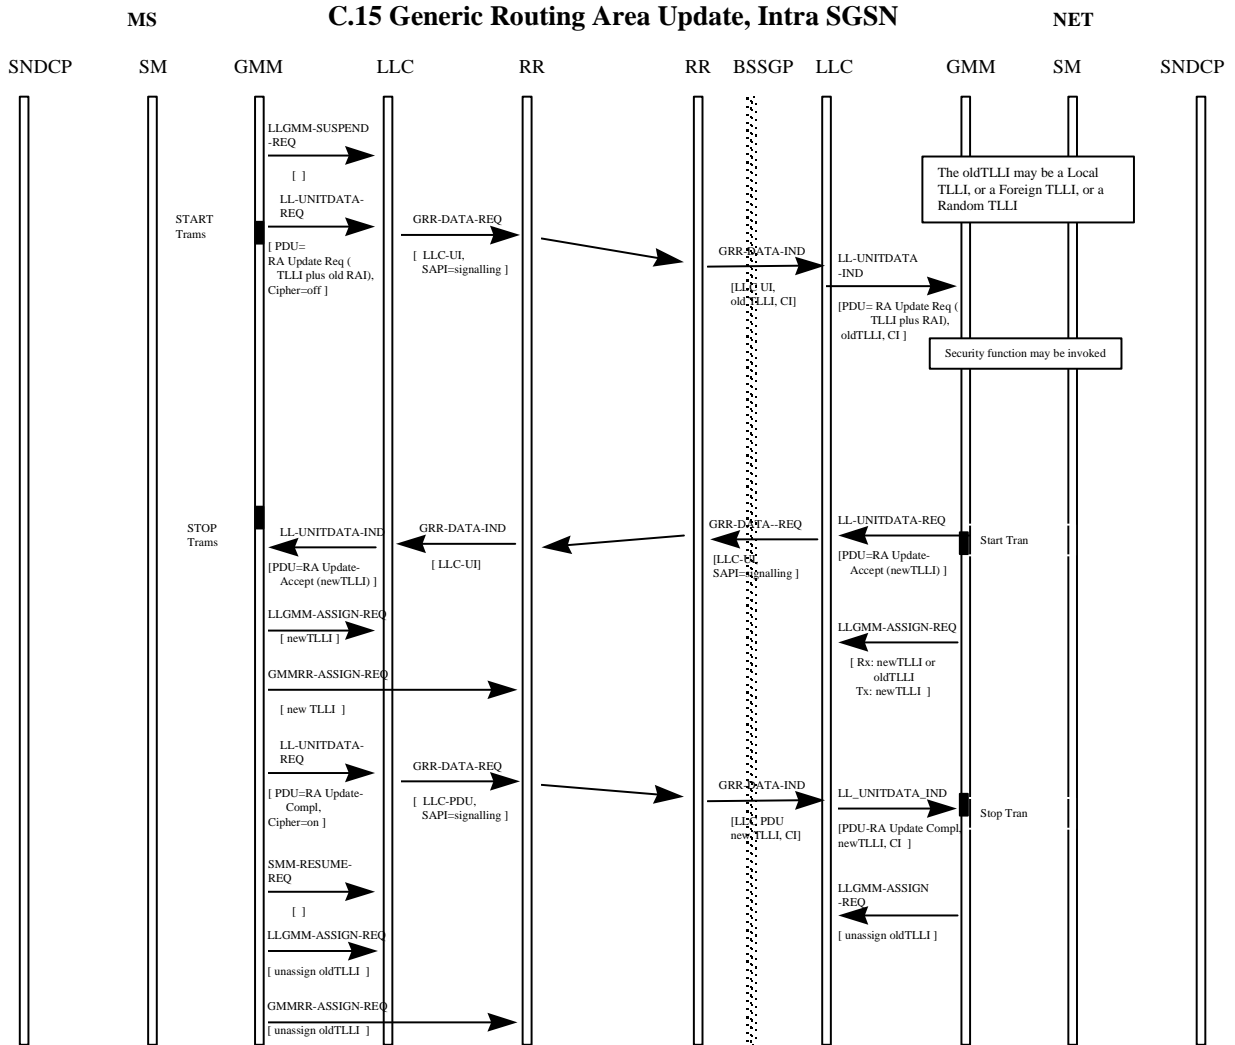 C.15 Generic Routing Area Update, Intra SGSN
MS
NET
SNDCP
SM
GMM
LLC
RR
RR
BSSGP
LLC
GMM
SM
SNDCP
LLGMM-SUSPEND
-REQ
[ ]
LL-UNITDATA-
REQ
START
Trams
[ PDU=
RA Update Req (
TLLI plus old RAI),
Cipher=off ]
GRR-DATA-REQ
[ LLC-UI,
SAPI=signalling ]
GRR-DATA-IND
[LLC UI,
old TLLI, CI]
LL-UNITDATA
-IND
[PDU= RA Update Req (
TLLI plus RAI),
oldTLLI, CI ]
The oldTLLI may be a Local
TLLI, or a Foreign TLLI, or a
Random TLLI
Security function may be invoked
LL-UNITDATA-REQ
Start Tran
[PDU=RA Update-
Accept (newTLLI) ]
GRR-DATA--REQ
[LLC-UI,
SAPI=signalling ]
GRR-DATA-IND
[ LLC-UI]
STOP
Trams
LL-UNITDATA-IND
[PDU=RA Update-
Accept (newTLLI) ]
LLGMM-ASSIGN-REQ
[ newTLLI ]
LLGMM-ASSIGN-REQ
[ Rx: newTLLI or
oldTLLI
Tx: newTLLI ]
GMMRR-ASSIGN-REQ
[ new TLLI ]
LL-UNITDATA-
REQ
[ PDU=RA Update-
Compl,
Cipher=on ]
GRR-DATA-REQ
[ LLC-PDU,
SAPI=signalling ]
GRR-DATA-IND
[LLC PDU
new TLLI, CI]
LL_UNITDATA_IND
Stop Tran
[PDU-RA Update Compl,
newTLLI, CI ]
SMM-RESUME-
REQ
[ ]
LLGMM-ASSIGN
-REQ
[ unassign oldTLLI ]
LLGMM-ASSIGN-REQ
[ unassign oldTLLI ]
GMMRR-ASSIGN-REQ
[ unassign oldTLLI ]